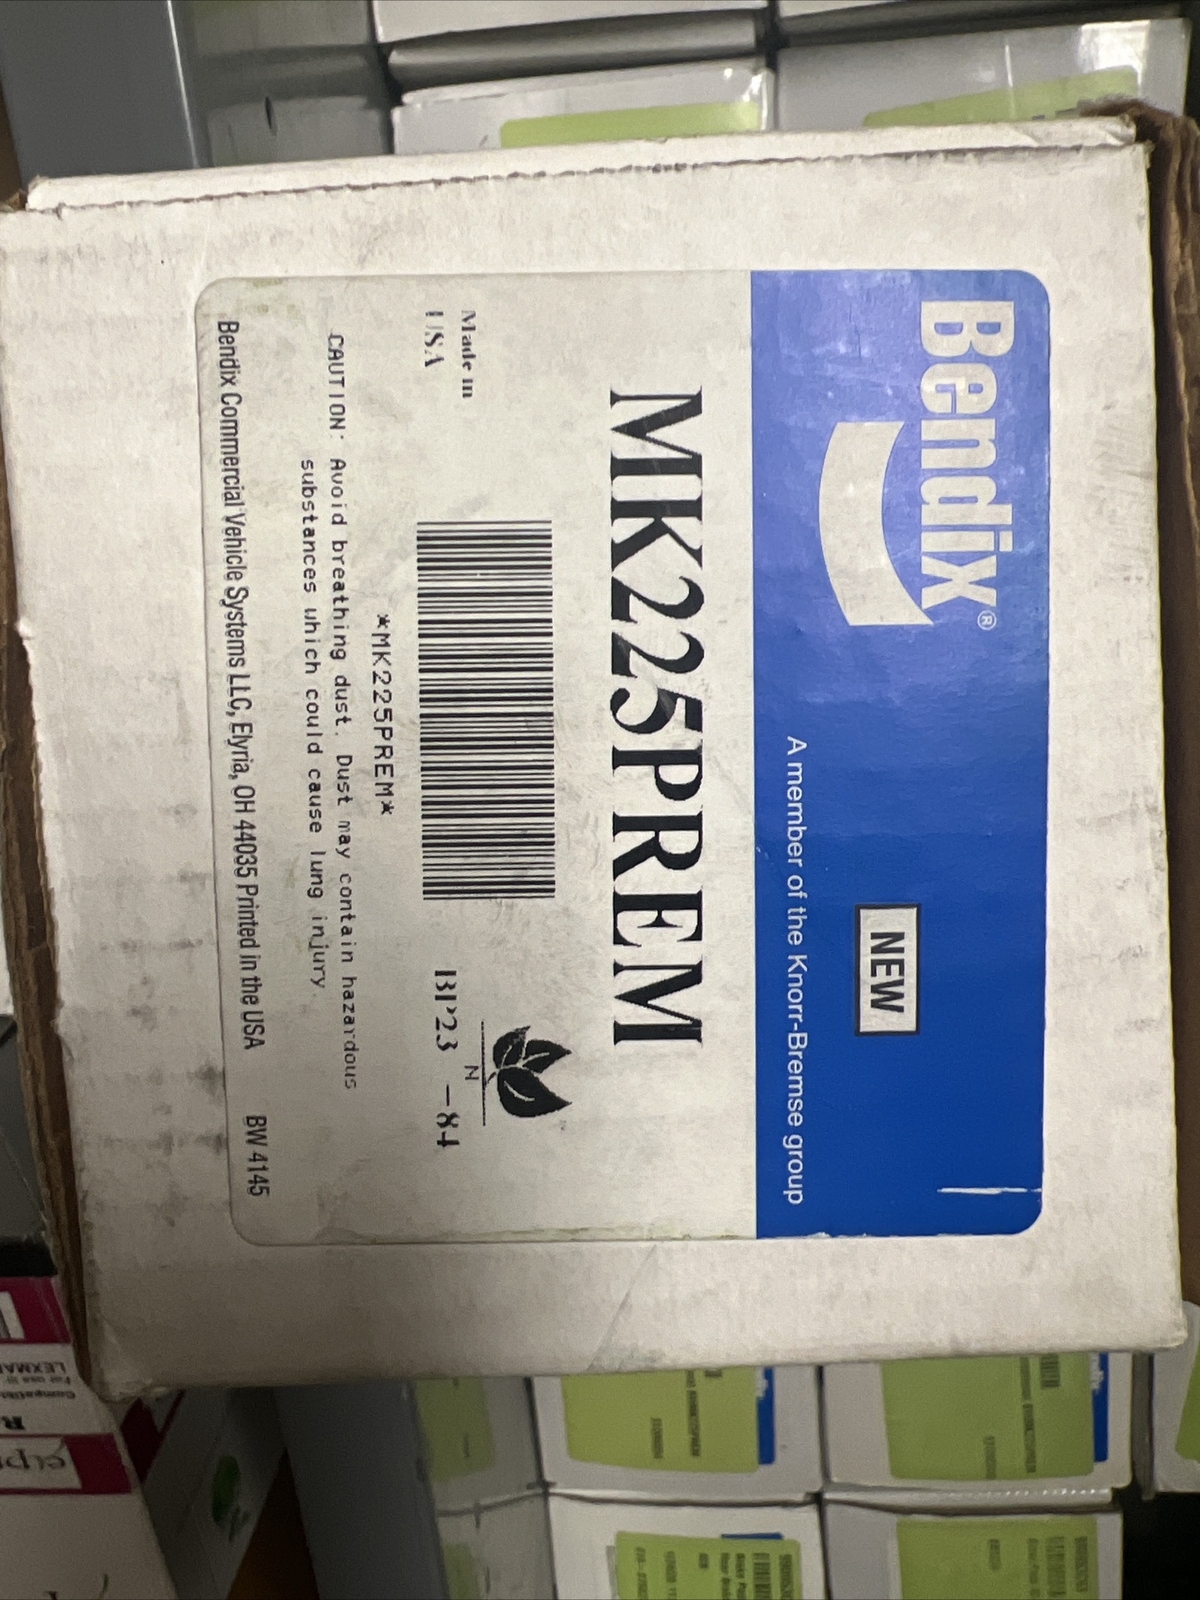 Bendix®
NEW
A member of the Knorr-Bremse group
MK225PREM
Made in
USA
N
BP23 -84
*MK225PREM*
CAUTION: Avoid breathing dust. Dust may contain hazardous
substances which could cause lung injury.
Bendix Commercial Vehicle Systems LLC, Elyria, OH 44035 Printed in the USA BW 4145